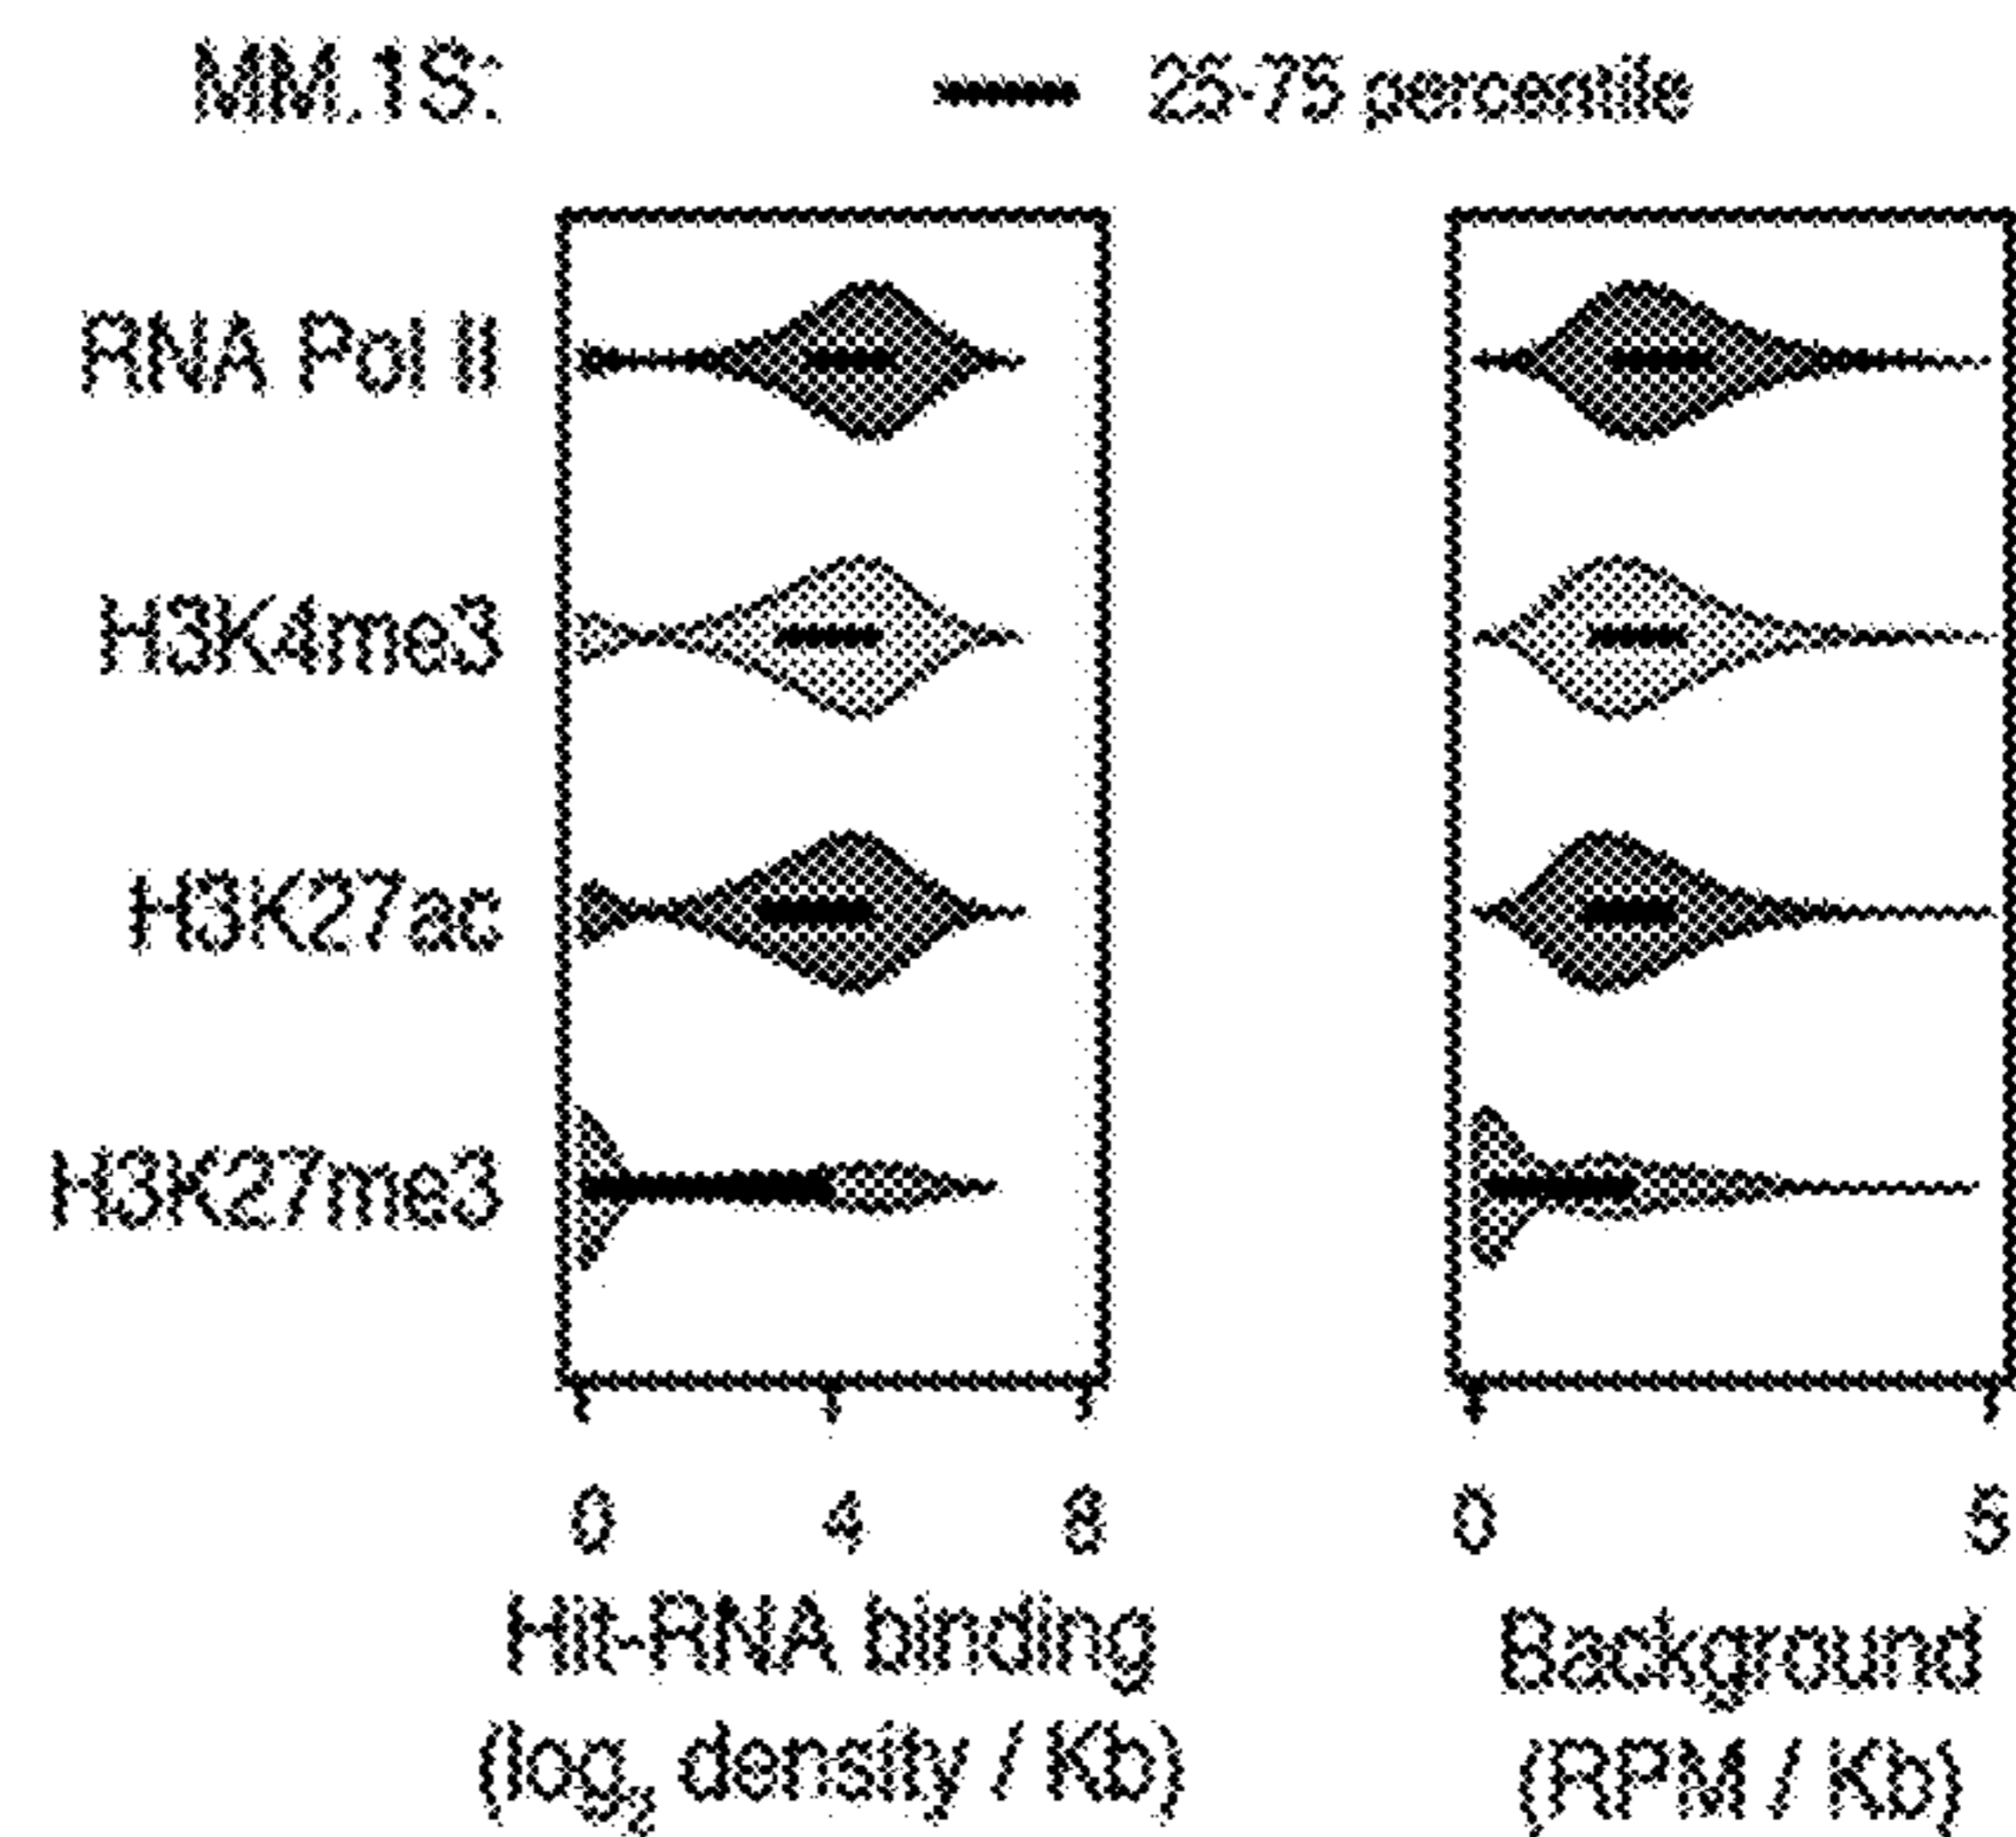 MM.1S: 25-75 percentile
RNA Pol II
H3K4me3
H3K27ac
H3K27me3
0 4 8 0 5
Hit-RNA binding Background
(log₂ density / Kb) (RPM / Kb)